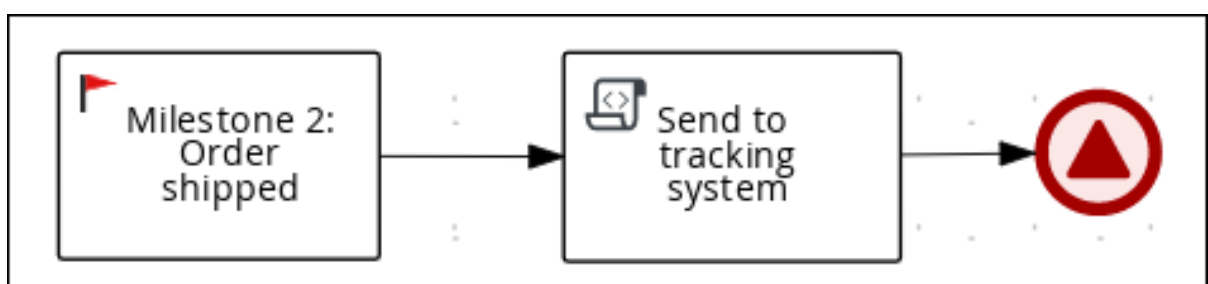 Milestone 2:
Order
shipped
Send to
tracking
system